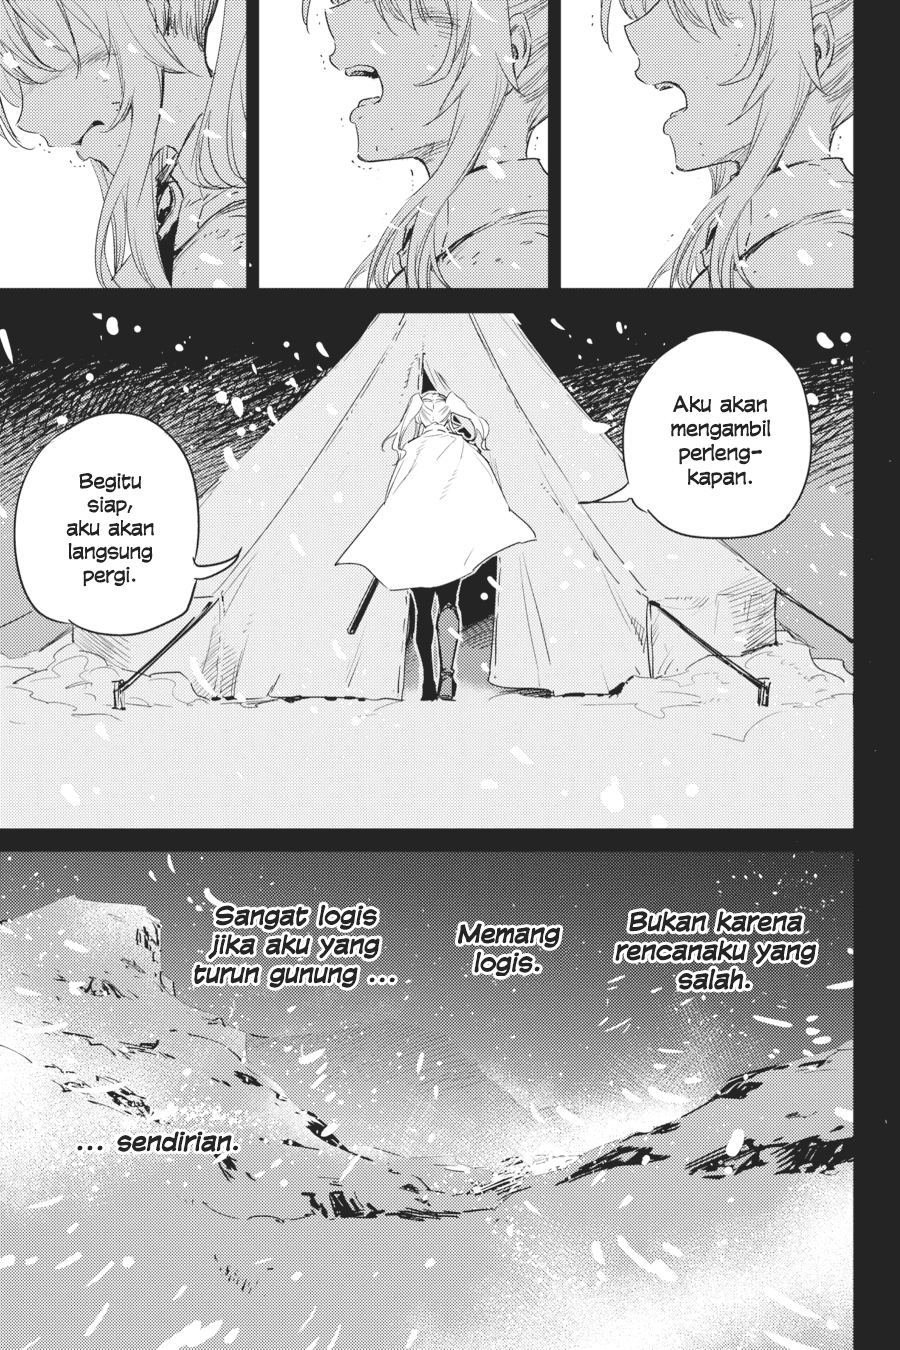 Aku akan
mengambil
perleng-
kapan.
Begitu
siap,
aku akan
langsung
pergi.
Bukan karena
rencanaku yang
salah.
Memang
logis.
Sangat logis
jika aku yang
turun gunung ...
... sendirian.